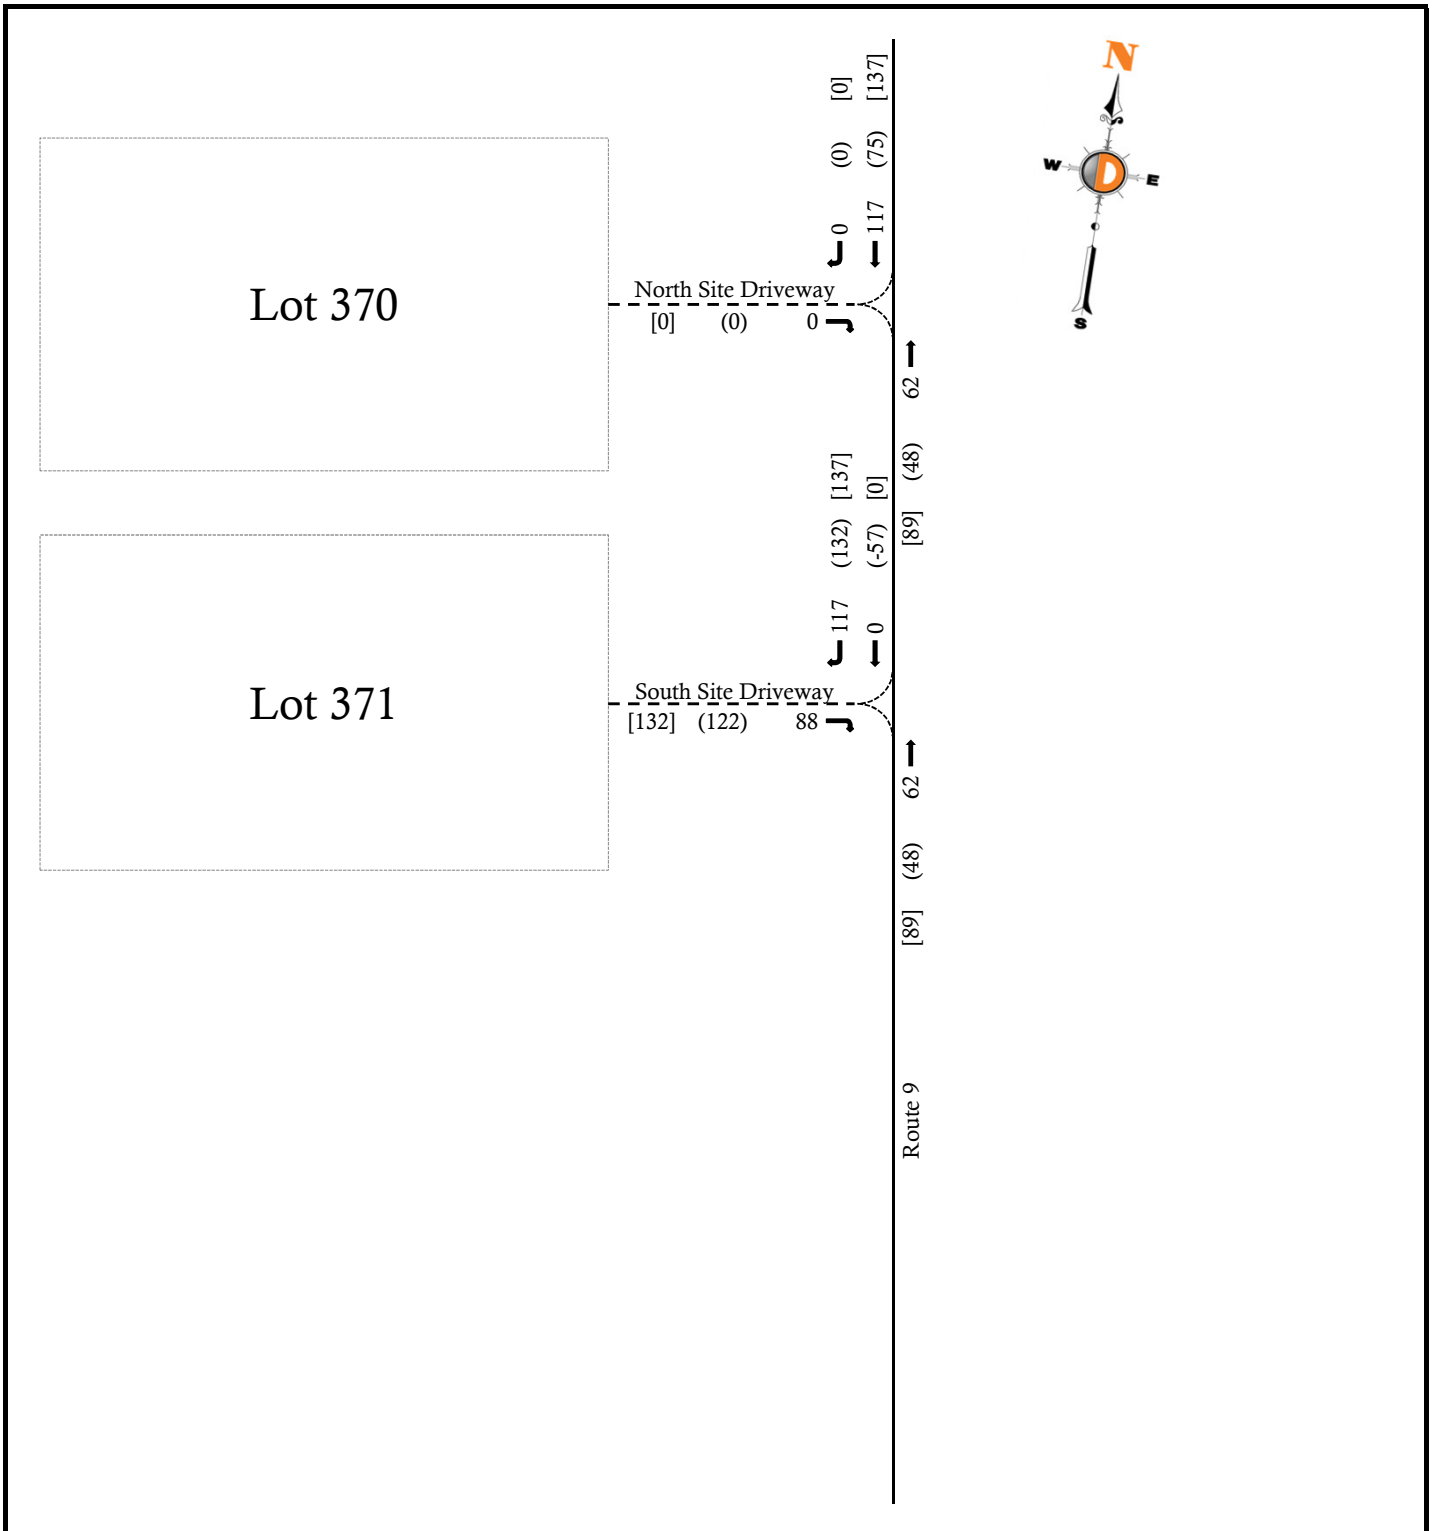 N
W
E
S
D
0 (0) [0]
117 (75) [137]
Lot 370
North Site Driveway
[0] (0) 0
[89] (48) 62
117 (132) [137]
0 (-57) [0]
Lot 371
South Site Driveway
[132] (122) 88
[89] (48) 62
Route 9